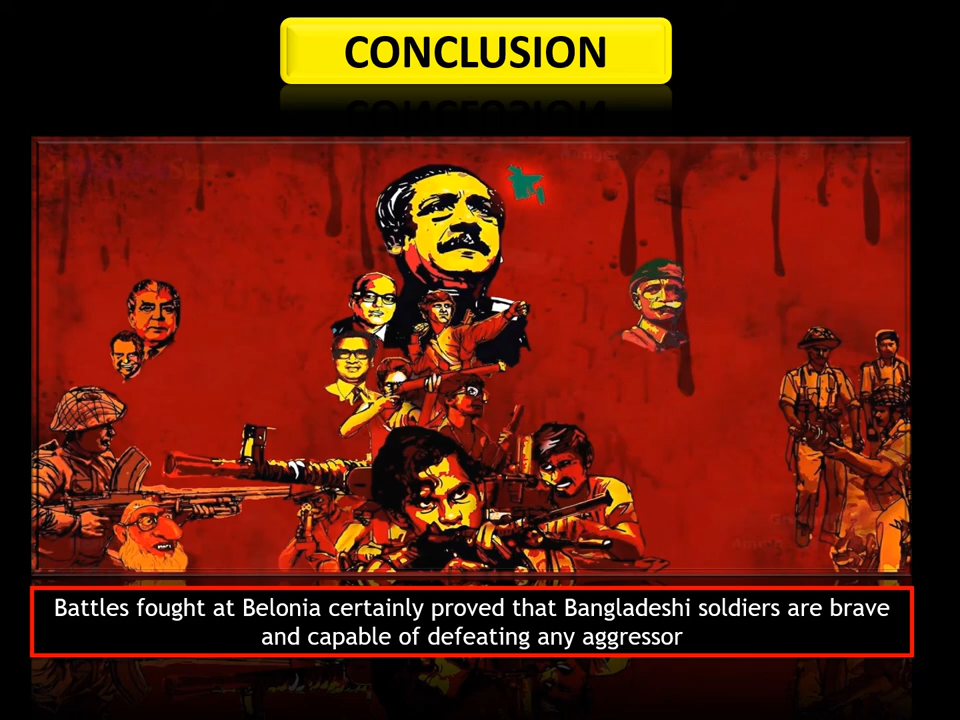 CONCLUSION
Battles fought at Belonia certainly proved that Bangladeshi soldiers are brave
and capable of defeating any aggressor